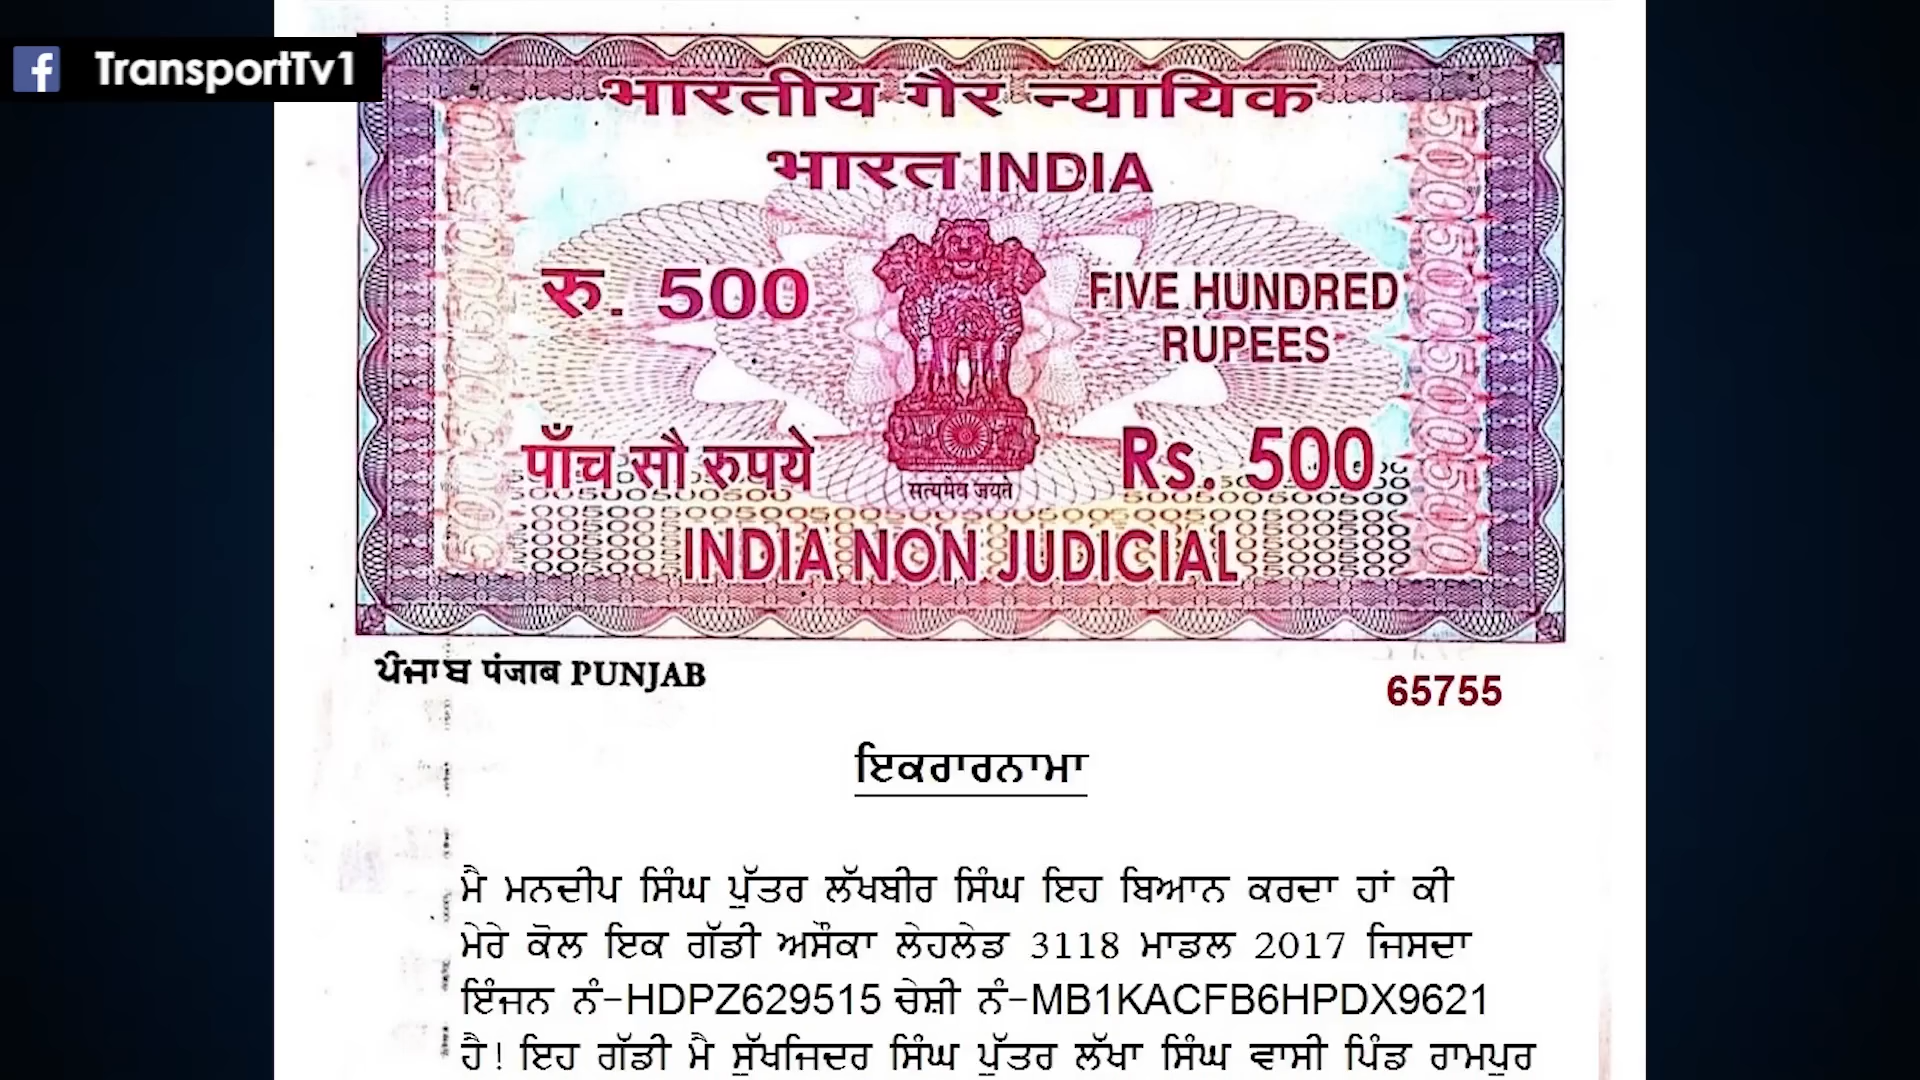 TransportTv1
भारतीय गैर न्यायिक
भारत INDIA
रु. 500
FIVE HUNDRED
RUPEES
पाँच सौ रुपये
Rs. 500
सत्यमेव जयते
INDIA NON JUDICIAL
ਪੰਜਾਬ पंजाब PUNJAB
65755
ਇਕਰਾਰਨਾਮਾ
ਮੈ ਮਨਦੀਪ ਸਿੰਘ ਪੁੱਤਰ ਲੱਖਬੀਰ ਸਿੰਘ ਇਹ ਬਿਆਨ ਕਰਦਾ ਹਾਂ ਕੀ
ਮੇਰੇ ਕੋਲ ਇਕ ਗੱਡੀ ਅਸੌਕਾ ਲੇਹਲੇਡ 3118 ਮਾਡਲ 2017 ਜਿਸਦਾ
ਇੰਜਨ ਨੰ-HDPZ629515 ਚੇਸ਼ੀ ਨੰ-MB1KACFB6HPDX9621
ਹੈ! ਇਹ ਗੱਡੀ ਮੈ ਸੁੱਖਜਿਦਰ ਸਿੰਘ ਪੁੱਤਰ ਲੱਖਾ ਸਿੰਘ ਵਾਸੀ ਪਿੰਡ ਰਾਮਪੁਰ